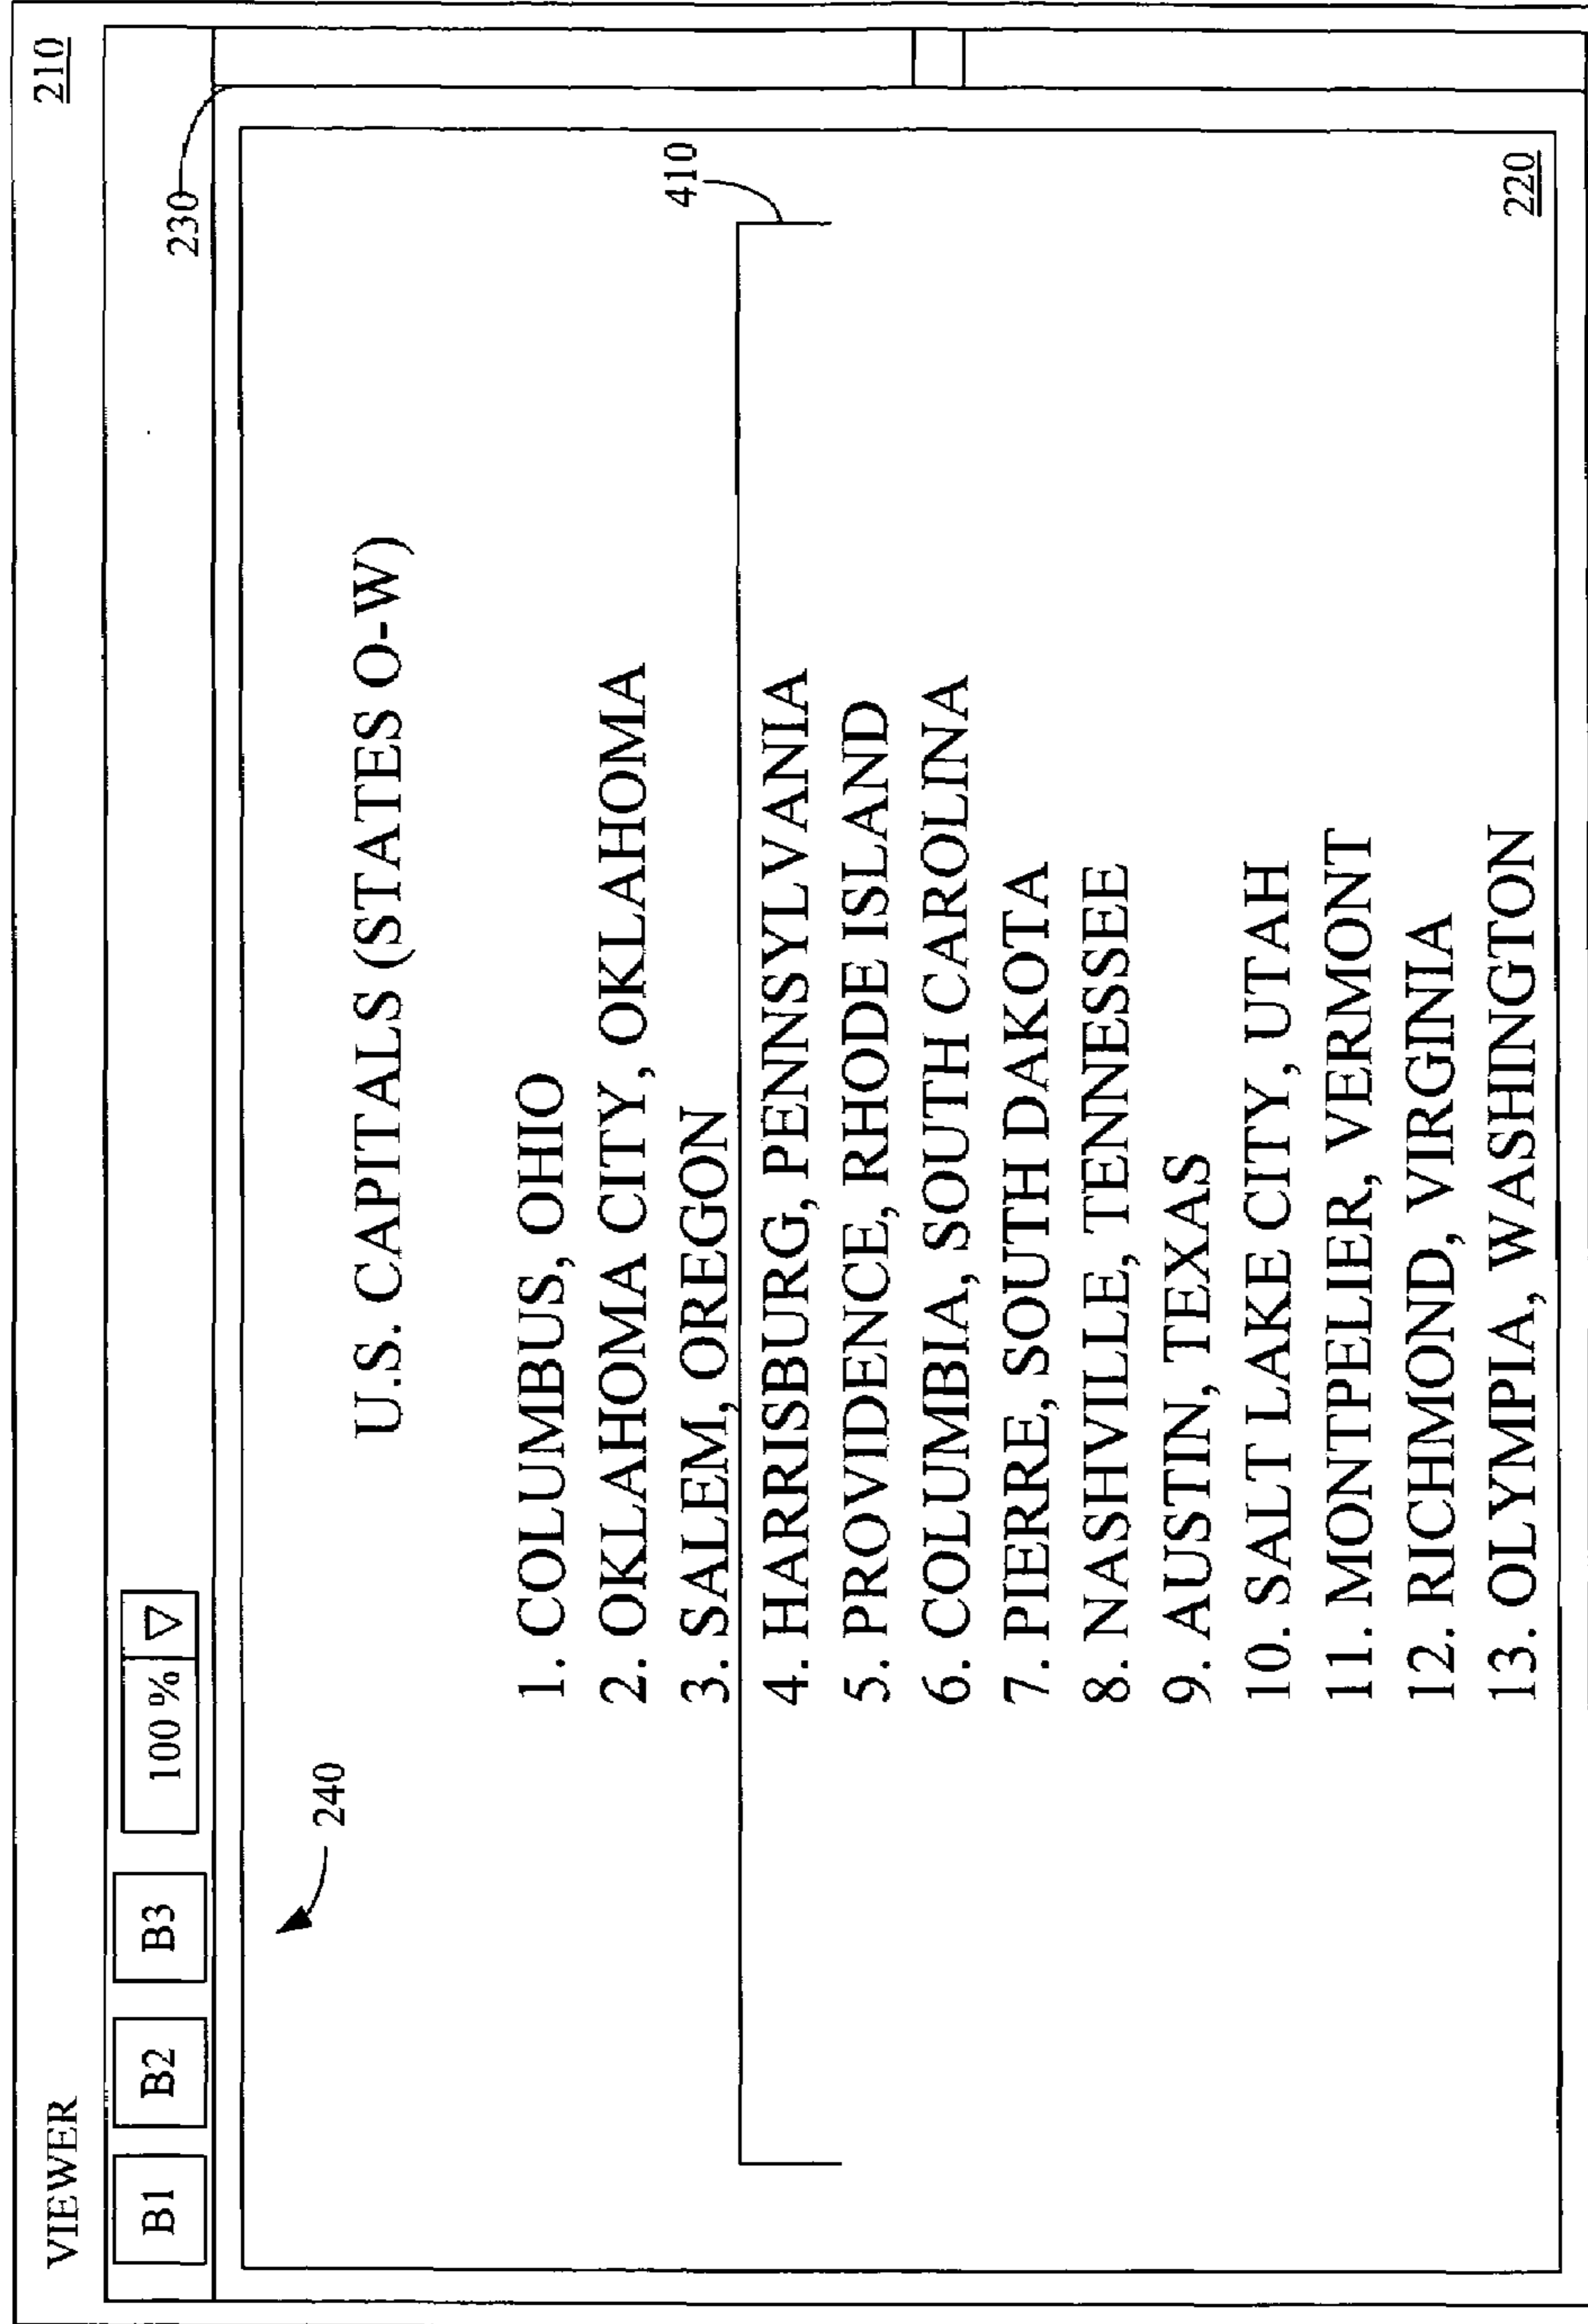 VIEWER 210
B1 B2 B3 100 % ▽
230
240
U.S. CAPITALS (STATES O-W)
1. COLUMBUS, OHIO
2. OKLAHOMA CITY, OKLAHOMA
3. SALEM, OREGON
410
4. HARRISBURG, PENNSYLVANIA
5. PROVIDENCE, RHODE ISLAND
6. COLUMBIA, SOUTH CAROLINA
7. PIERRE, SOUTH DAKOTA
8. NASHVILLE, TENNESSEE
9. AUSTIN, TEXAS
10. SALT LAKE CITY, UTAH
11. MONTPELIER, VERMONT
12. RICHMOND, VIRGINIA
13. OLYMPIA, WASHINGTON
220